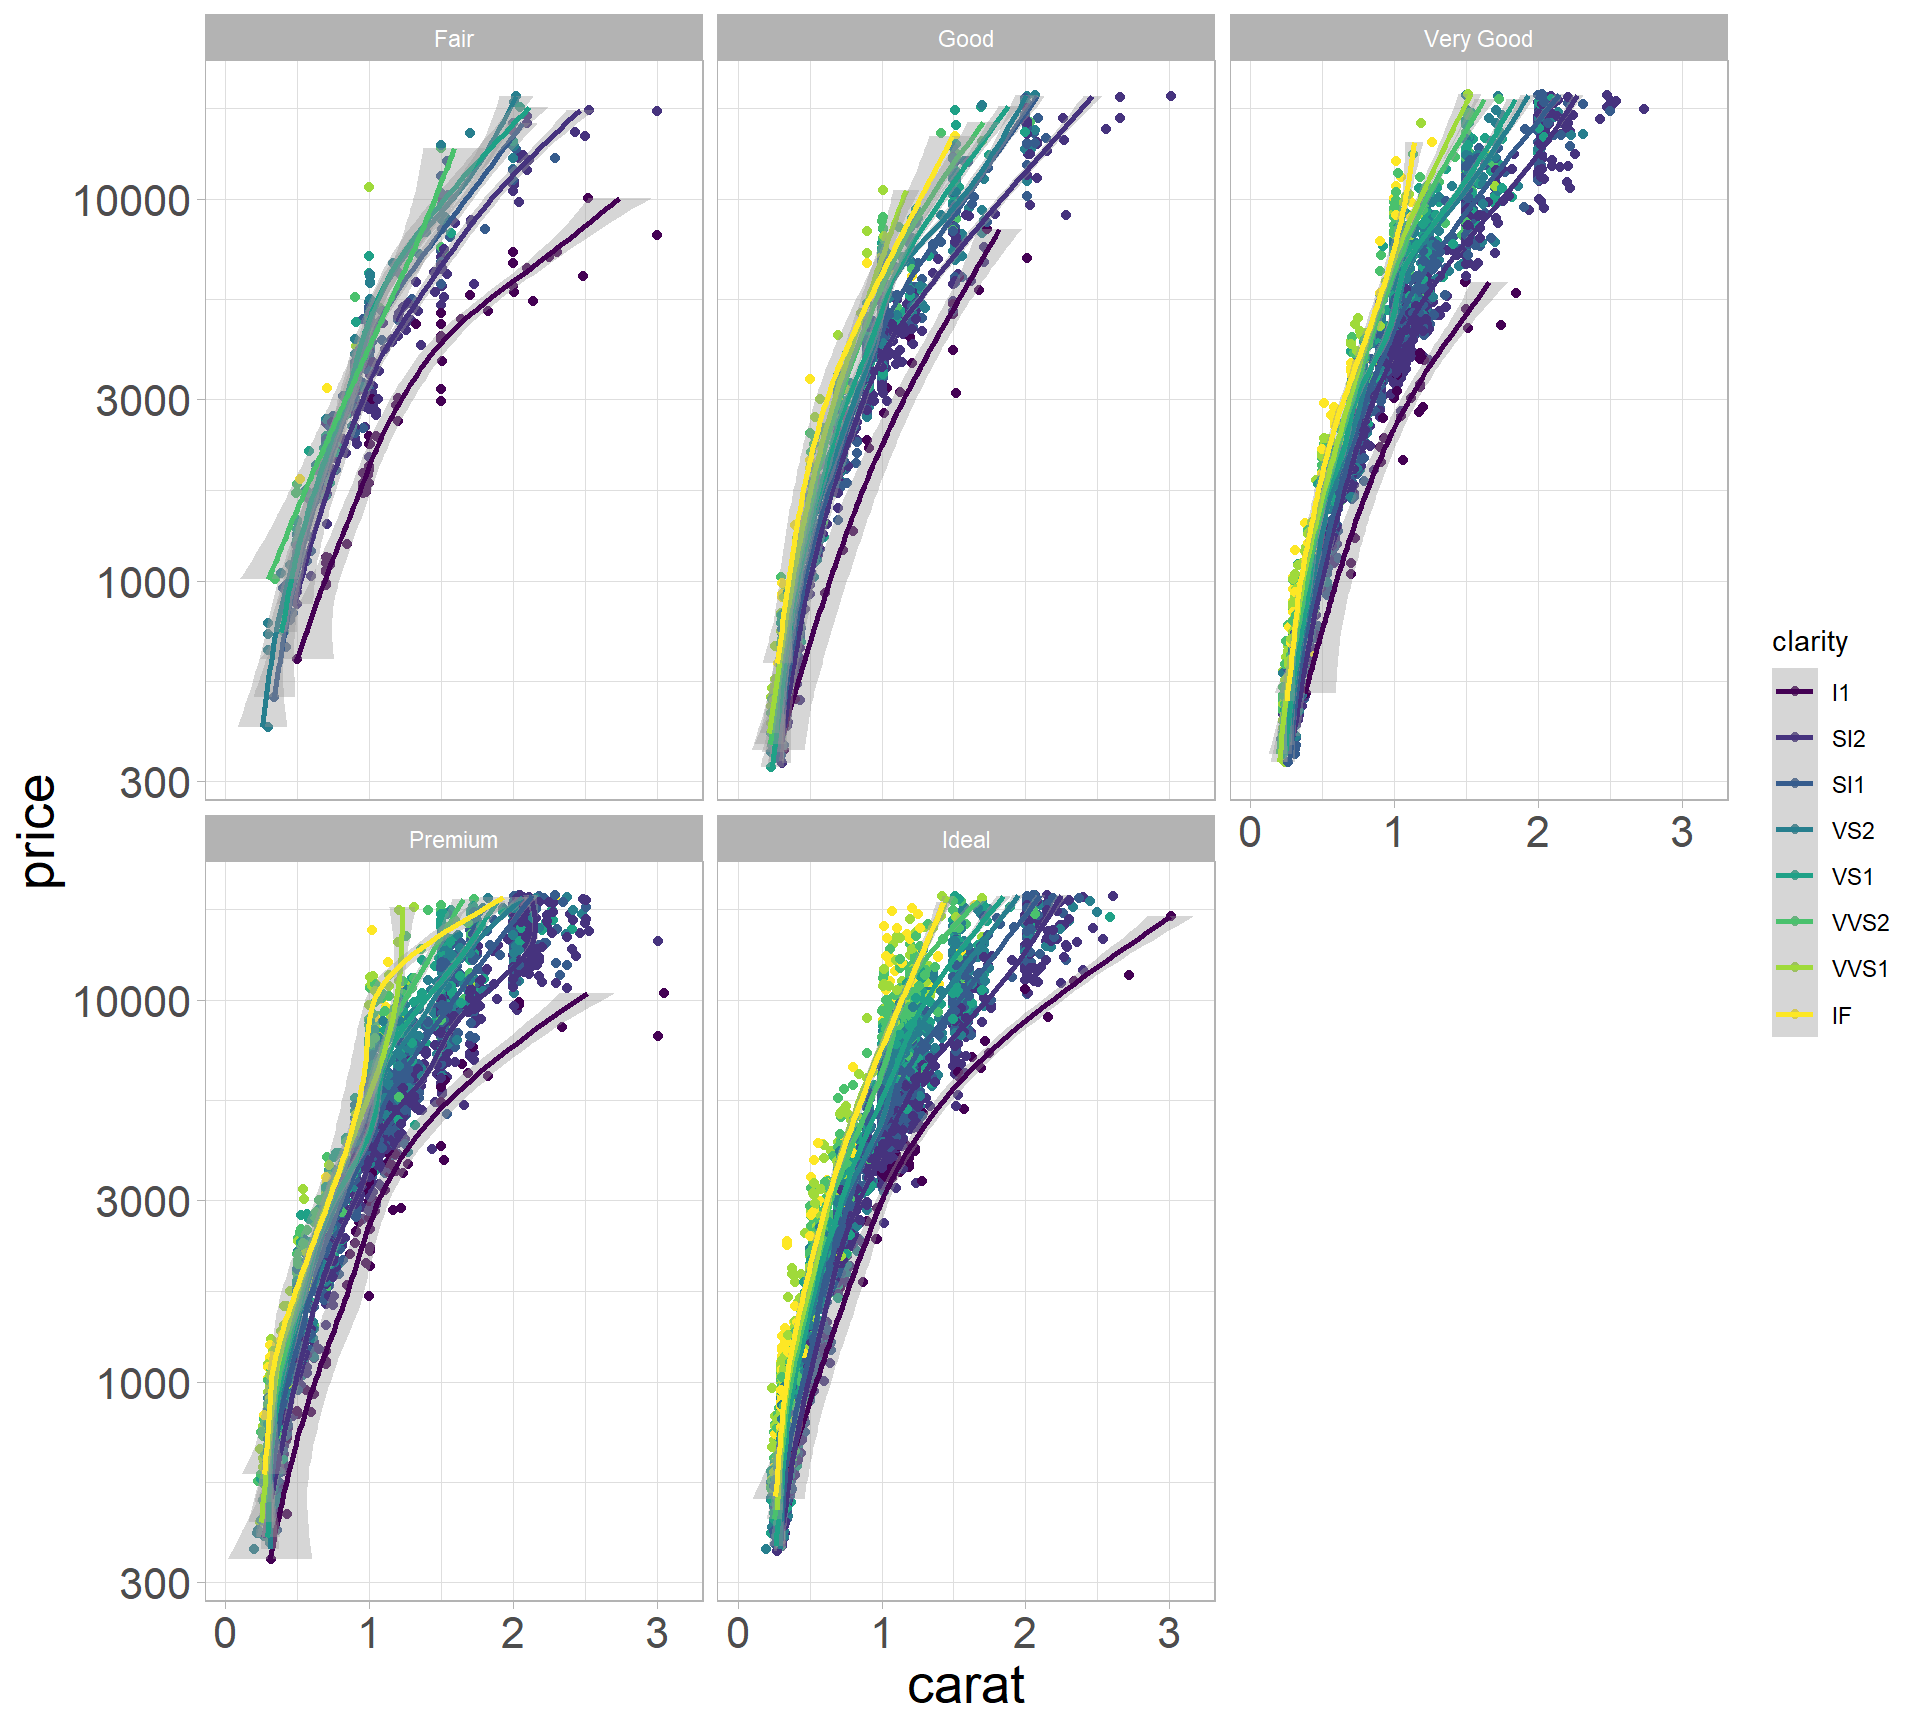 Fair
Good
Very Good
10000
3000
1000
300
0 1 2 3
Premium
Ideal
10000
3000
1000
300
0 1 2 3
0 1 2 3
carat
price
clarity
I1
SI2
SI1
VS2
VS1
VVS2
VVS1
IF